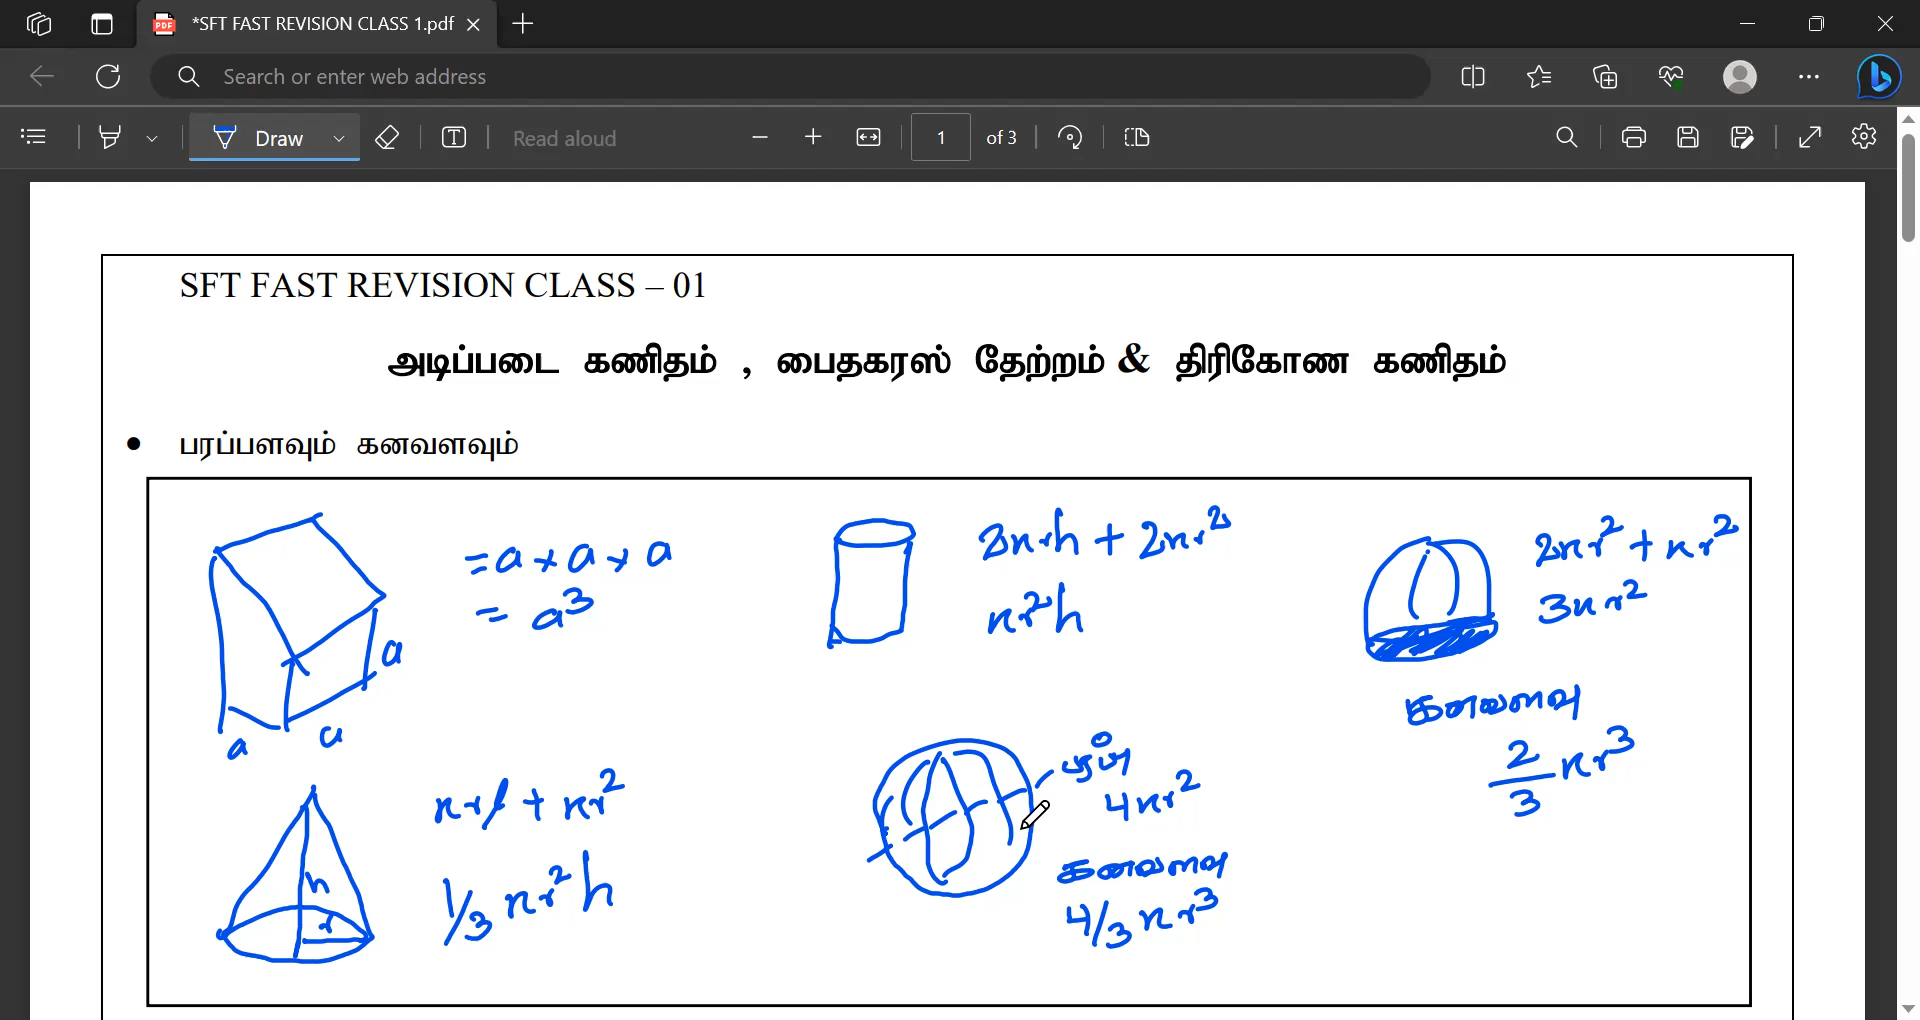 *SFT FAST REVISION CLASS 1.pdf
Search or enter web address
Draw
Read aloud
1 of 3
SFT FAST REVISION CLASS – 01
அடிப்படை கணிதம் , பைதகரஸ் தேற்றம் & திரிகோண கணிதம்
• பரப்பளவும் கனவளவும்
= a × a × a
= a³
a
a
a
2πrh + 2πr²
πr²h
2πr² + πr²
3πr²
கனவளவு
2/3 πr³
πrl + πr²
1/3 πr²h
h
r
பரப்பு
4πr²
கனவளவு
4/3 πr³